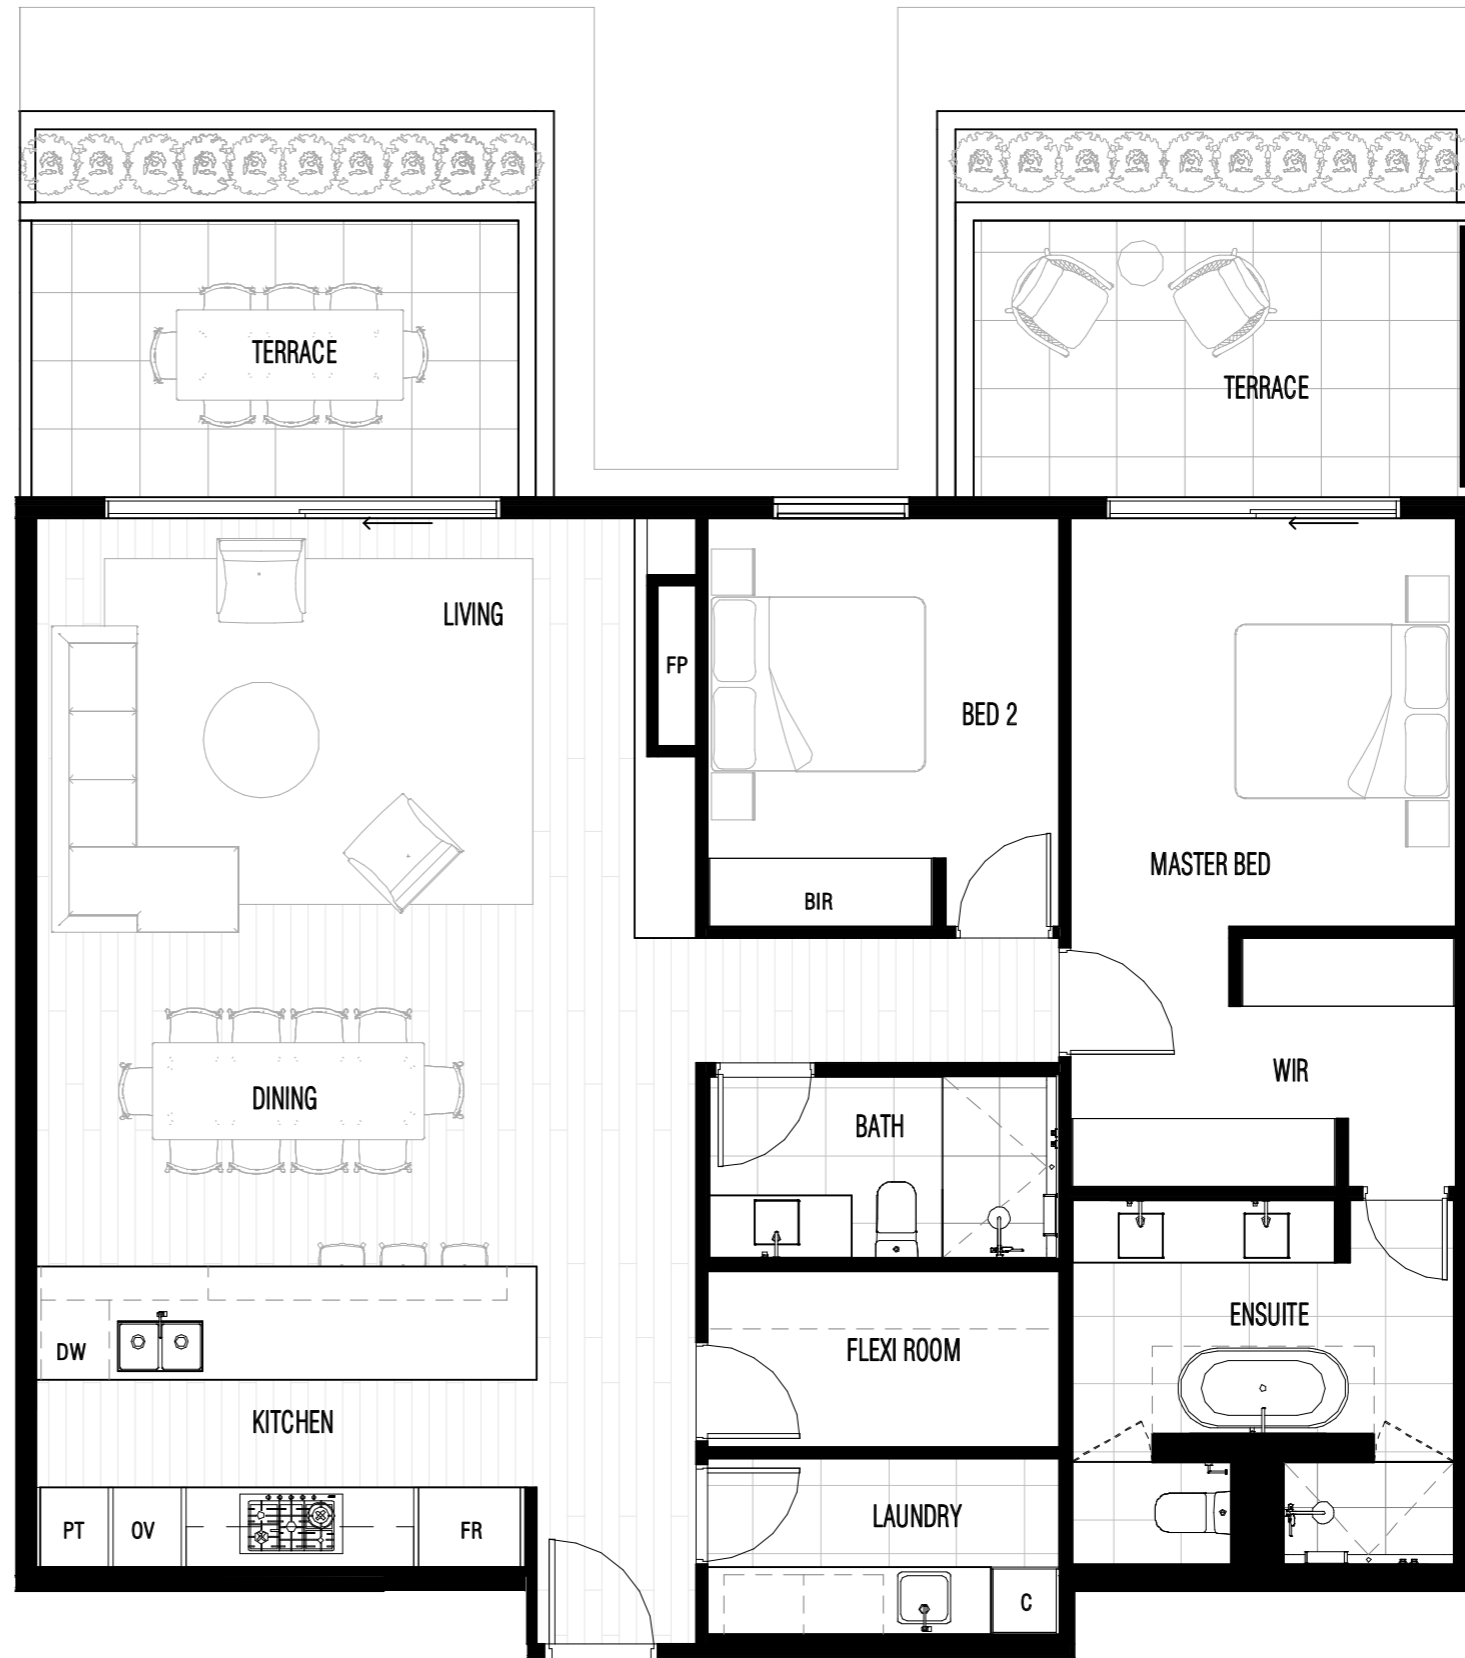 TERRACE
TERRACE
LIVING
FP
BED 2
MASTER BED
BIR
WIR
DINING
BATH
ENSUITE
DW
FLEXI ROOM
KITCHEN
PT
OV
FR
LAUNDRY
C